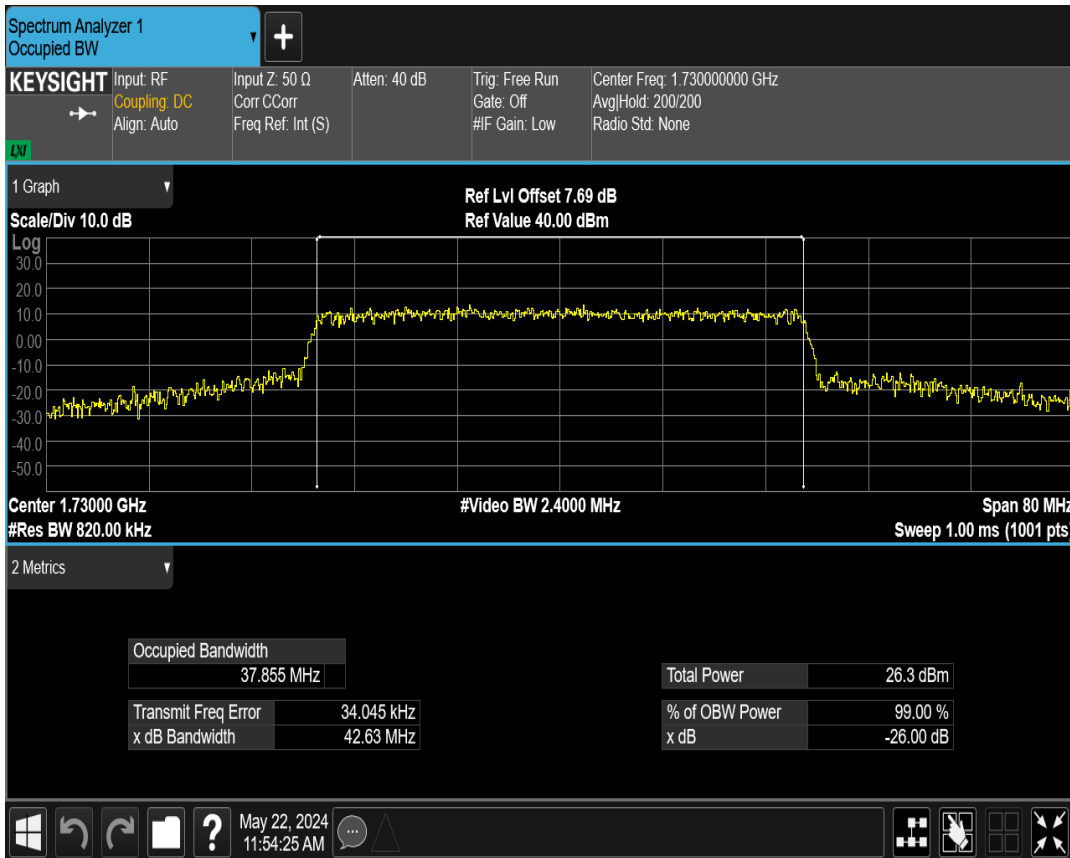 Spectrum Analyzer 1
Occupied BW
+
KEYSIGHT
Input: RF
Coupling: DC
Align: Auto
Input Z: 50 Ω
Corr CCorr
Freq Ref: Int (S)
Atten: 40 dB
Trig: Free Run
Gate: Off
#IF Gain: Low
Center Freq: 1.730000000 GHz
Avg|Hold: 200/200
Radio Std: None
LXI
1 Graph
Ref Lvl Offset 7.69 dB
Scale/Div 10.0 dB
Ref Value 40.00 dBm
Log
30.0
20.0
10.0
0.00
-10.0
-20.0
-30.0
-40.0
-50.0
Center 1.73000 GHz
#Video BW 2.4000 MHz
Span 80 MHz
#Res BW 820.00 kHz
Sweep 1.00 ms (1001 pts)
2 Metrics
Occupied Bandwidth
37.855 MHz
Total Power 26.3 dBm
Transmit Freq Error 34.045 kHz
% of OBW Power 99.00 %
x dB Bandwidth 42.63 MHz
x dB -26.00 dB
?
May 22, 2024
11:54:25 AM